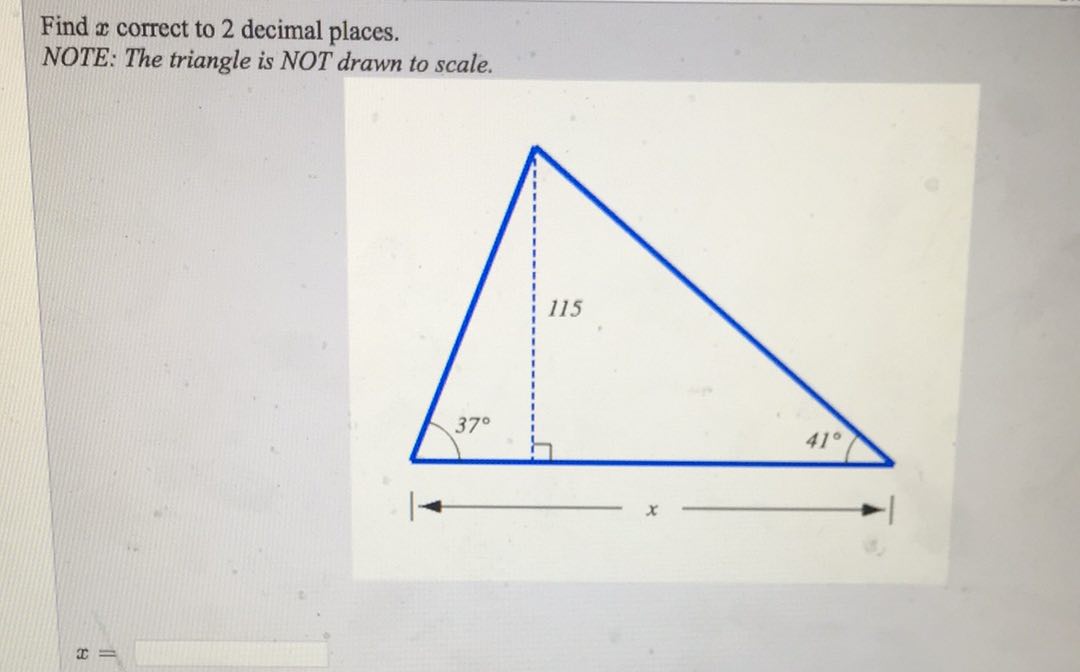 Find x correct to 2 decimal places.
NOTE: The triangle is NOT drawn to scale.
115
37°
41°
x
x =